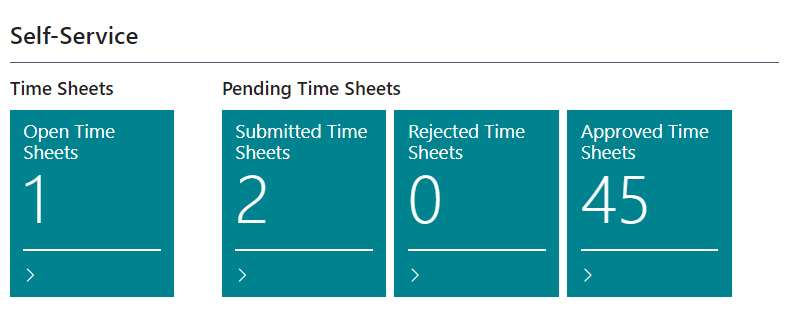 Self-Service
Time Sheets
Pending Time Sheets
Open Time
Sheets
1
Submitted Time
Sheets
2
Rejected Time
Sheets
0
Approved Time
Sheets
45